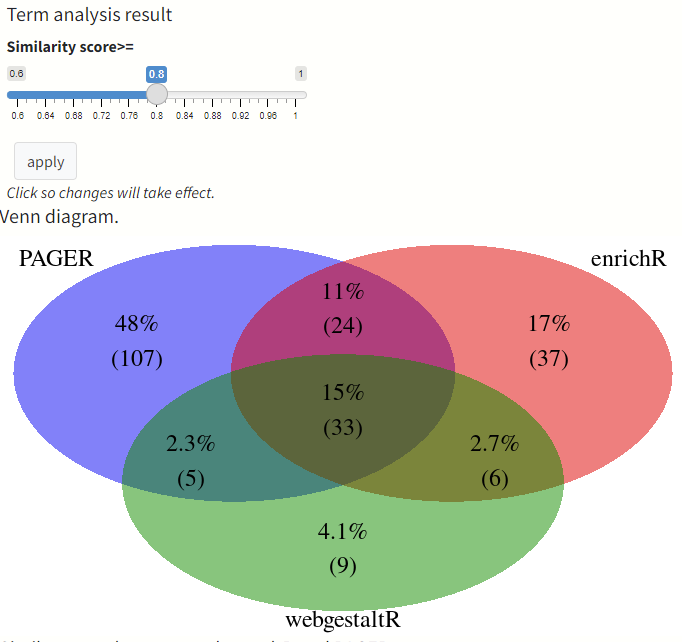 Term analysis result
Similarity score>=
0.6 0.8 1
0.6 0.64 0.68 0.72 0.76 0.8 0.84 0.88 0.92 0.96 1
apply
Click so changes will take effect.
Venn diagram.
PAGER enrichR
11%
(24)
48% 17%
(107) (37)
15%
(33)
2.3% 2.7%
(5) (6)
4.1%
(9)
webgestaltR